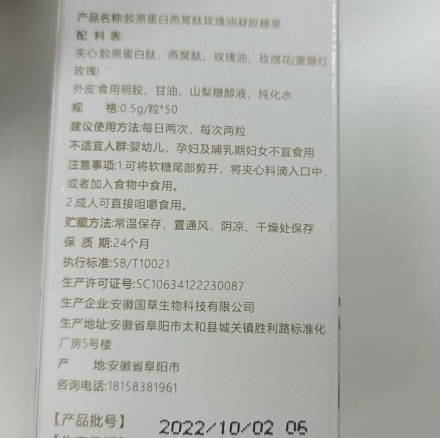 产品名称:胶原蛋白燕窝肽玫瑰油凝胶糖果
配 料 表:
夹心:胶原蛋白肽，燕窝肽、玫瑰油、玫瑰花(重瓣红
玫瑰)
外皮:食用明胶、甘油、山梨糖醇液、纯化水
规 格:0.5g/粒*50
建议使用方法:每日两次，每次两粒
不适宜人群:婴幼儿，孕妇及哺乳期妇女不宜食用
注意事项:1.可将软糖尾部剪开，将夹心料滴入口中，
或者加入食物中食用。
2.成人可直接咀嚼食用。
贮藏方法:常温保存，置通风、阴凉、干燥处保存
保 质 期:24个月
执行标准:SB/T10021
生产许可证号:SC10634122230087
生产企业:安徽国草生物科技有限公司
生产地址:安徽省阜阳市太和县城关镇胜利路标准化
厂房5号楼
产 地:安徽省阜阳市
咨询电话:18158381961
【产品批号】 2022/10/02 06